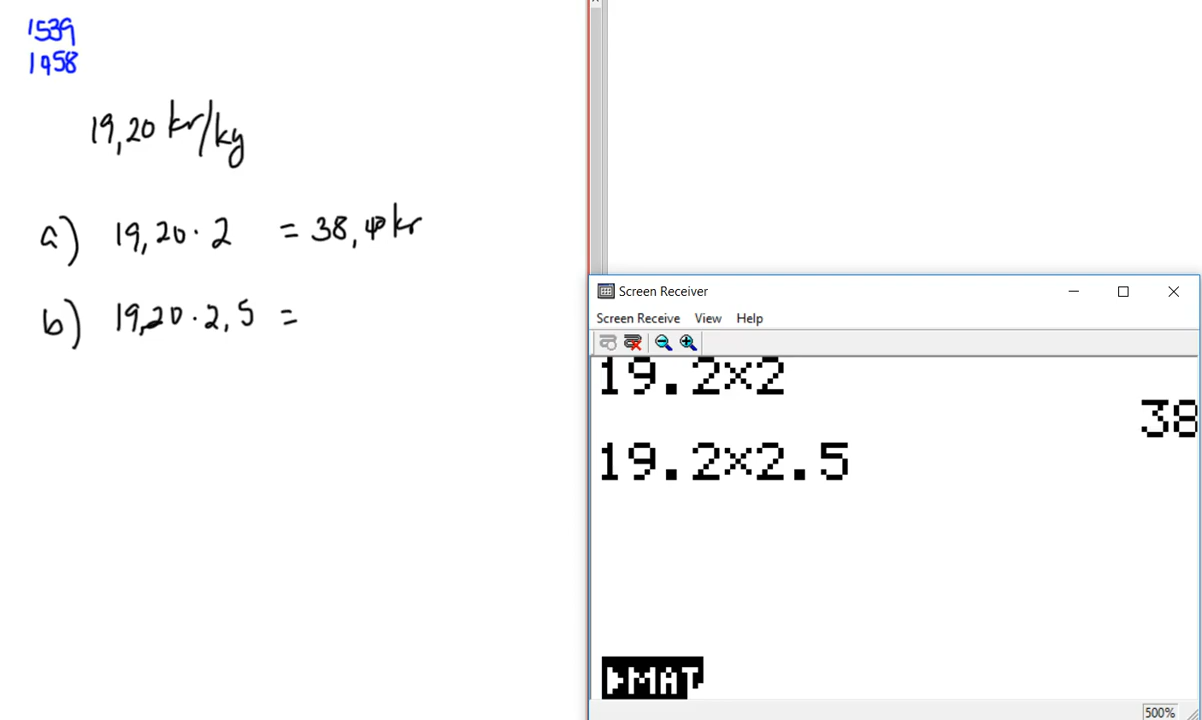 1539
1958
19,20 kr/kg
a) 19,20 · 2 = 38,40 kr
b) 19,20 · 2,5 =
Screen Receiver
Screen Receive View Help
19.2×2
38
19.2×2.5
►MAT
500%